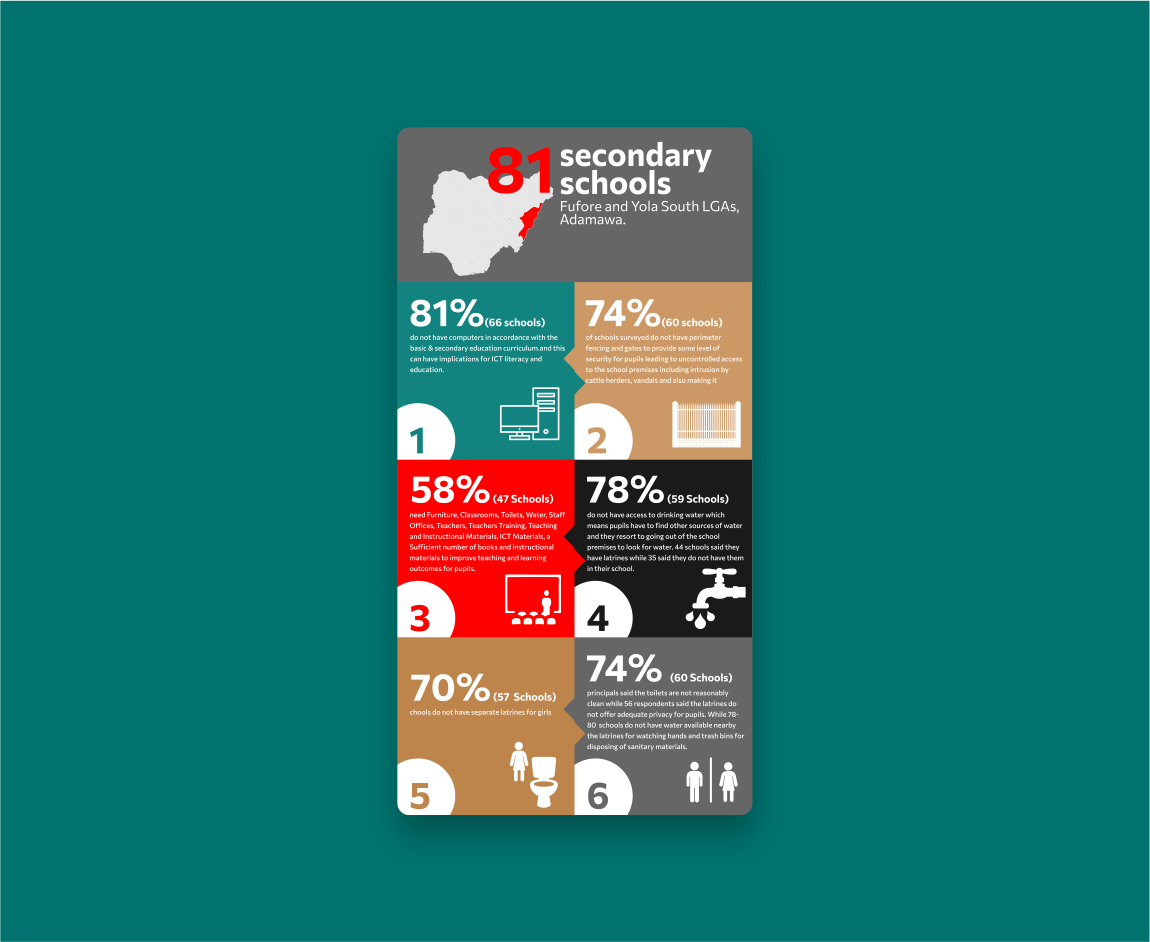 81 secondary
schools
Fufore and Yola South LGAs,
Adamawa.
81% (66 schools)
do not have computers in accordance with the
basic & secondary education curriculum.and this
can have implications for ICT literacy and
education.
1
74% (60 schools)
of schools surveyed do not have perimeter
fencing and gates to provide some level of
security for pupils leading to uncontrolled access
to the school premises including intrusion by
cattle herders, vandals and also making it
2
58% (47 Schools)
need Furniture, Classrooms, Toilets, Water, Staff
Offices, Teachers, Teachers Training, Teaching
and Instructional Materials, ICT Materials, a
Sufficient number of books and instructional
materials to improve teaching and learning
outcomes for pupils.
3
78% (59 Schools)
do not have access to drinking water which
means pupils have to find other sources of water
and they resort to going out of the school
premises to look for water. 44 schools said they
have latrines while 35 said they do not have them
in their school.
4
70% (57 Schools)
chools do not have separate latrines for girls
5
74% (60 Schools)
principals said the toilets are not reasonably
clean while 56 respondents said the latrines do
not offer adequate privacy for pupils. While 78-
80 schools do not have water available nearby
the latrines for watching hands and trash bins for
disposing of sanitary materials.
6